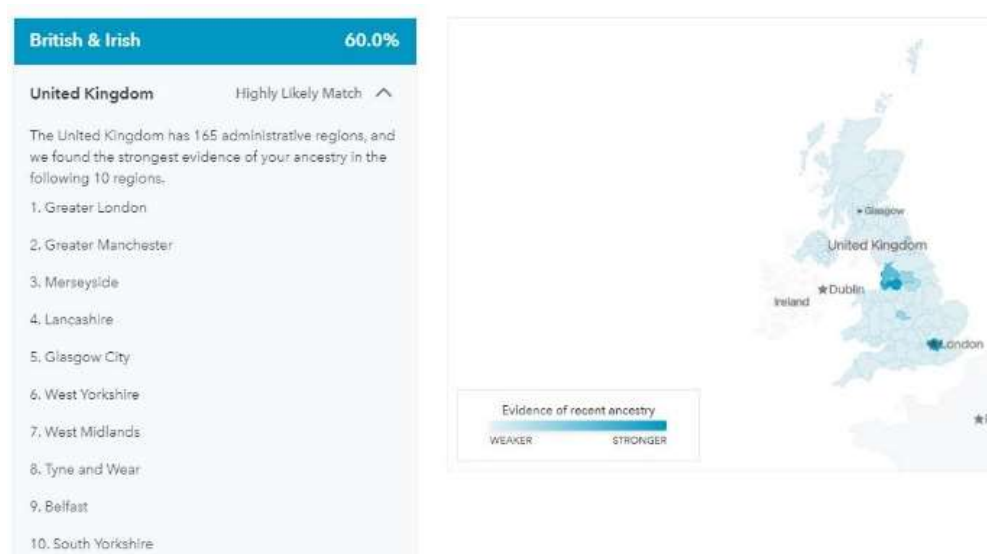 British & Irish 60.0%
United Kingdom Highly Likely Match
The United Kingdom has 165 administrative regions, and
we found the strongest evidence of your ancestry in the
following 10 regions.
1. Greater London
2. Greater Manchester
3. Merseyside
4. Lancashire
5. Glasgow City
6. West Yorkshire
7. West Midlands
8. Tyne and Wear
9. Belfast
10. South Yorkshire
Glasgow
United Kingdom
Dublin
Ireland
London
Evidence of recent ancestry
WEAKER STRONGER